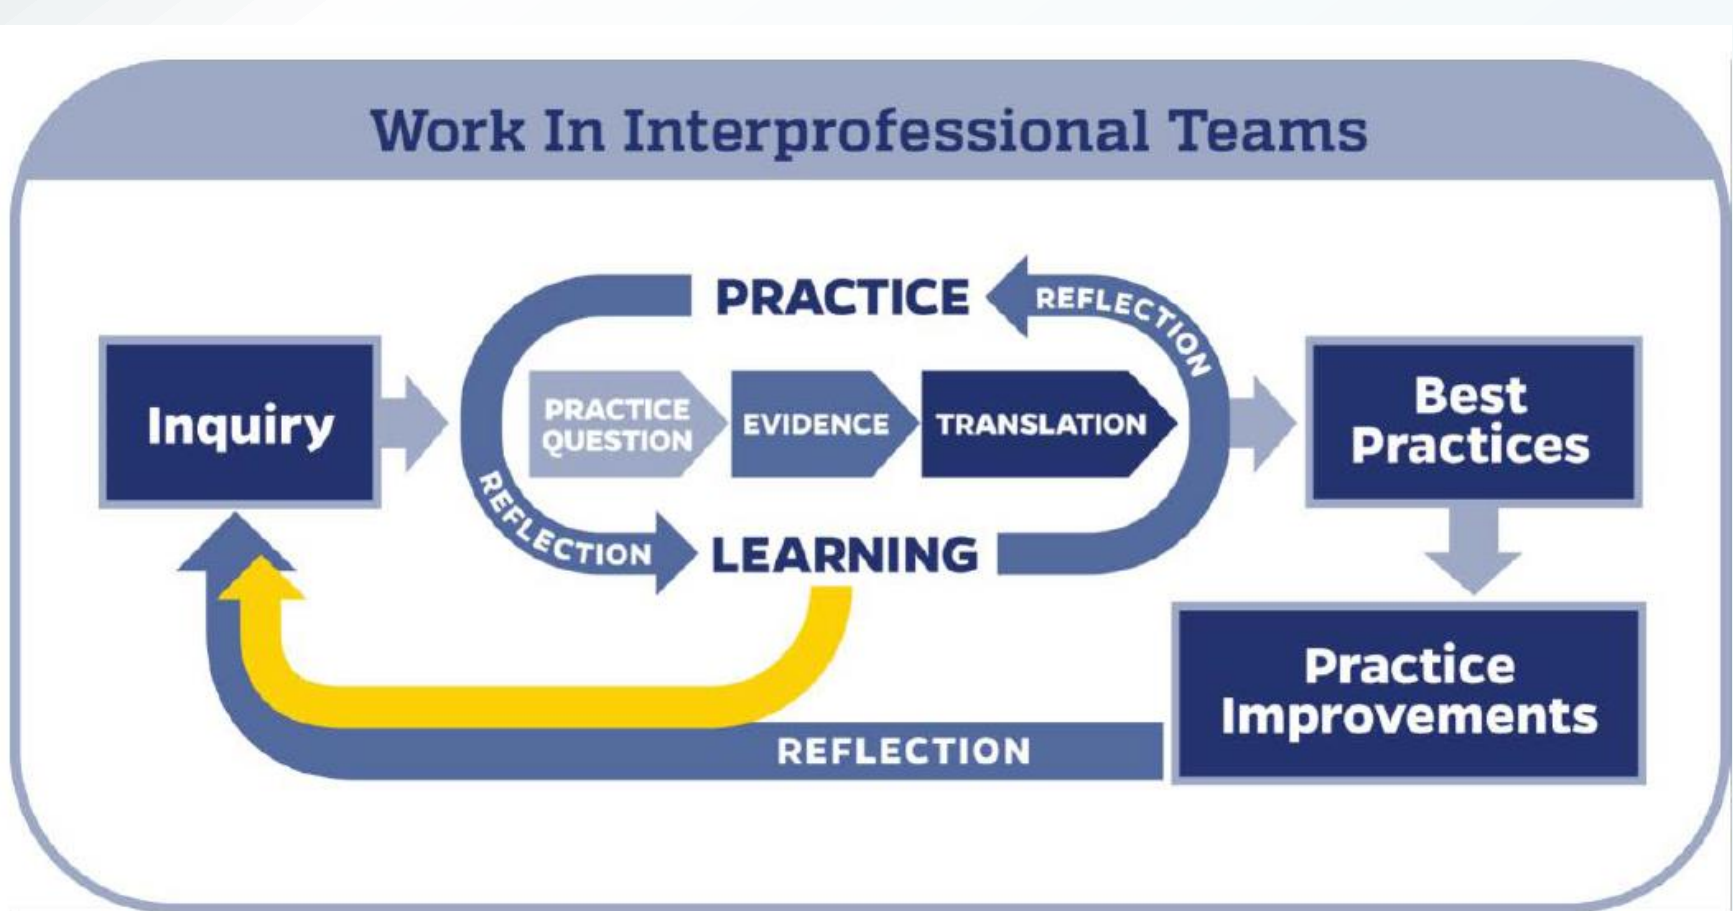 Work In Interprofessional Teams
PRACTICE
REFLECTION
Inquiry
PRACTICE
QUESTION
EVIDENCE
TRANSLATION
Best
Practices
REFLECTION
LEARNING
Practice
Improvements
REFLECTION